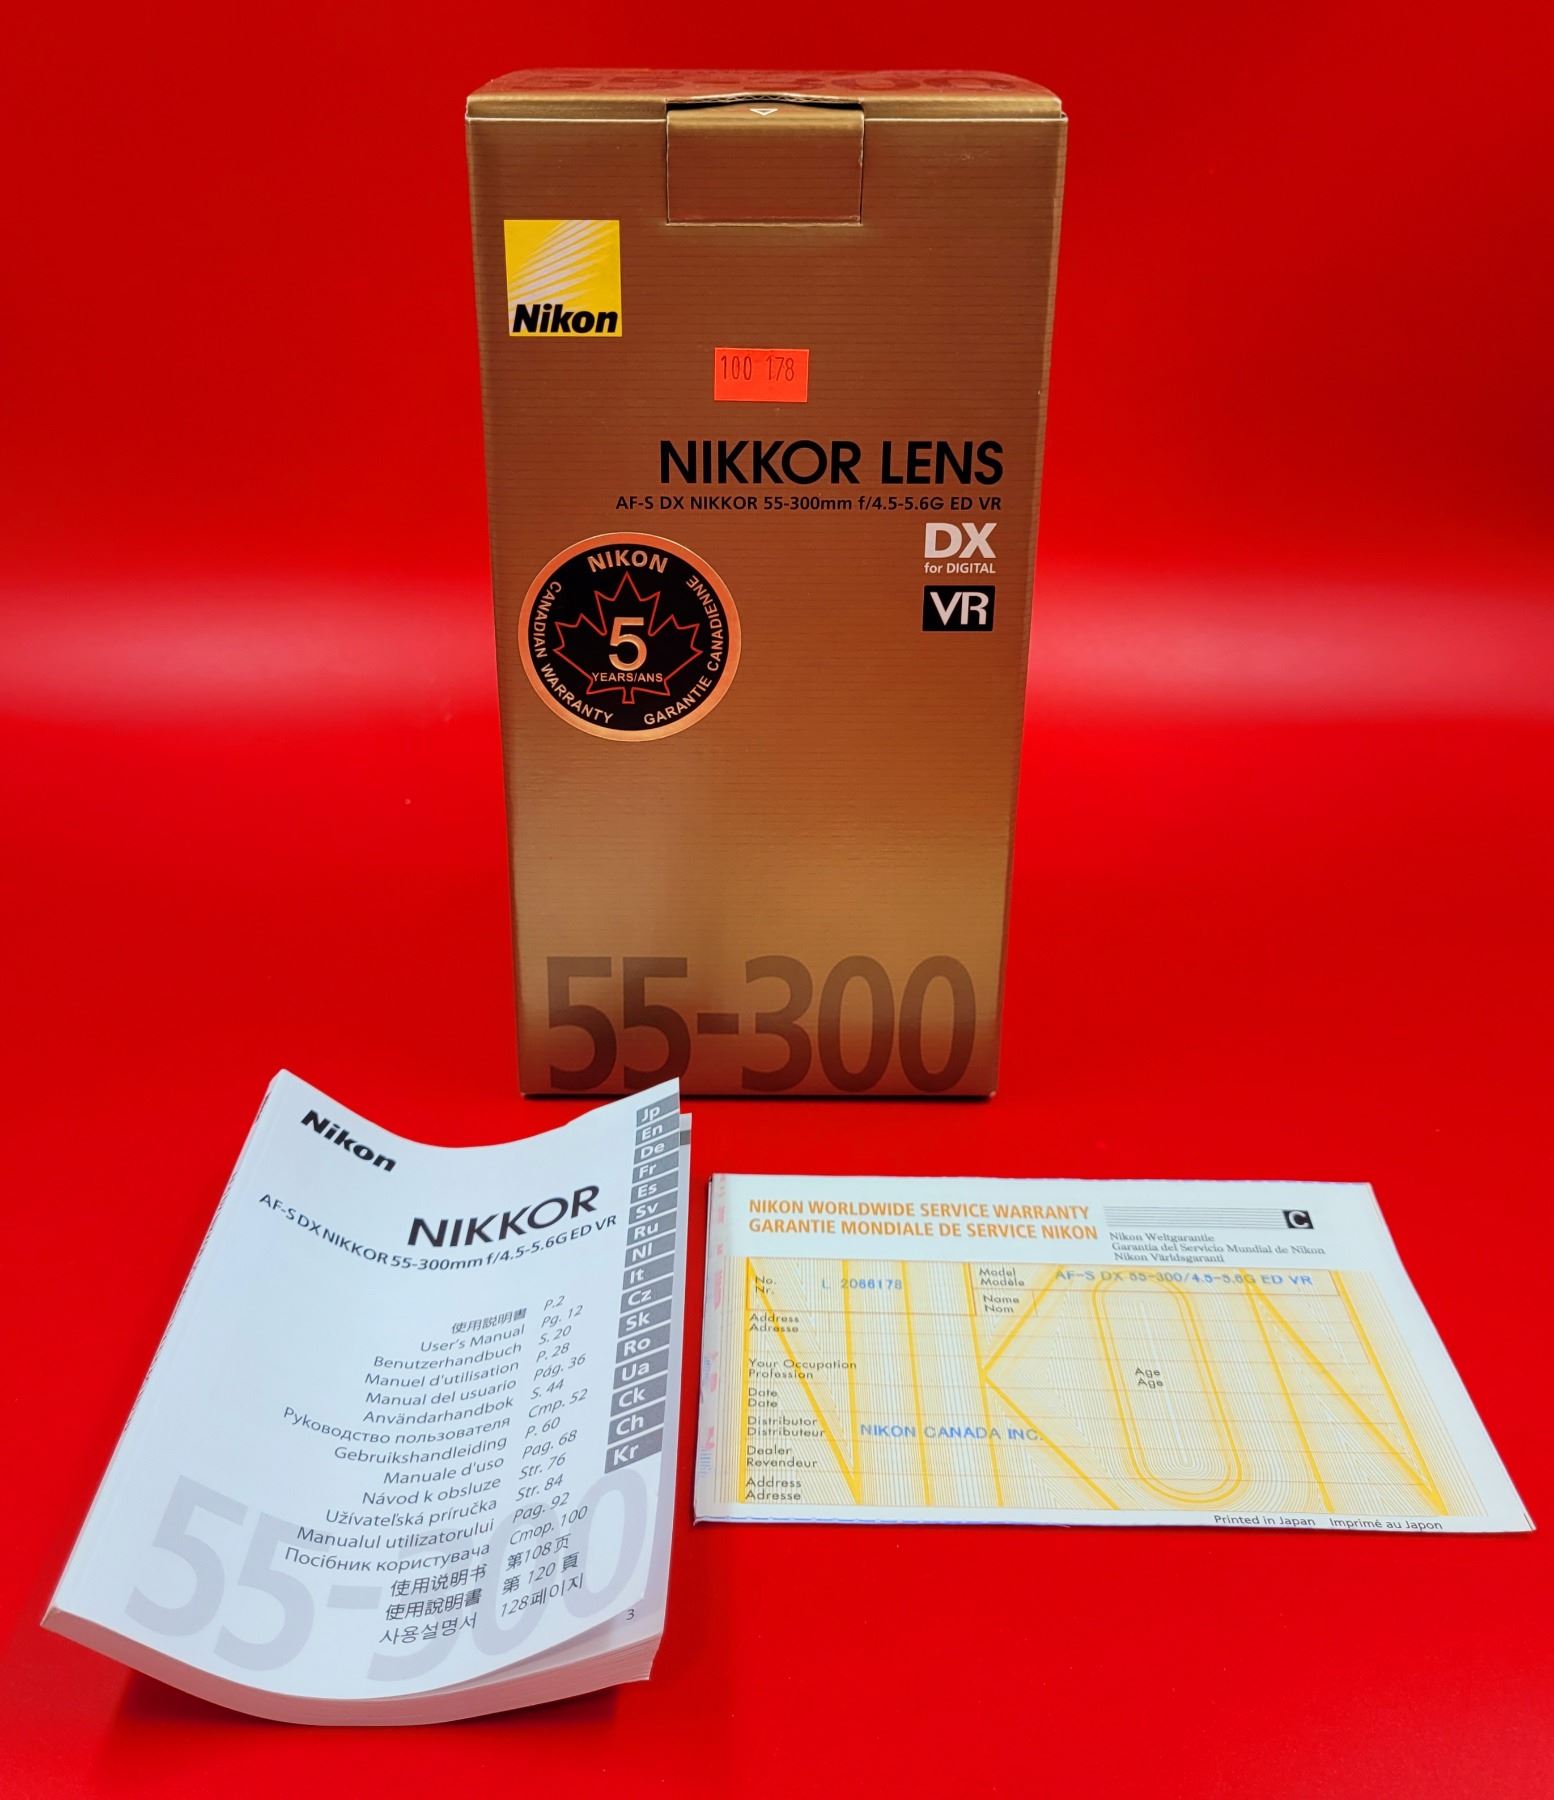 Nikon
100 178
NIKKOR LENS
AF-S DX NIKKOR 55-300mm f/4.5-5.6G ED VR
DX
for DIGITAL
VR
NIKON
CANADIAN WARRANTY
GARANTIE CANADIENNE
5
YEARS/ANS
55-300
Nikon
NIKKOR
AF-S DX NIKKOR 55-300mm f/4.5-5.6G ED VR
使用説明書 P.2
User's Manual Pg. 12
Benutzerhandbuch S. 20
Manuel d'utilisation P. 28
Manual del usuario Pág. 36
Användarhandbok S. 44
Руководство пользователя Стр. 52
Gebruikshandleiding P. 60
Manuale d'uso Pag. 68
Návod k obsluze Str. 76
Užívateľská príručka Str. 84
Manualul utilizatorului Pag. 92
Посібник користувача Стор. 100
使用说明书 第108页
使用說明書 第 120 頁
사용설명서 128페이지
Jp
En
De
Fr
Es
Sv
Ru
Nl
It
Cz
Sk
Ro
Ua
Ck
Ch
Kr
55-300
3
NIKON WORLDWIDE SERVICE WARRANTY
GARANTIE MONDIALE DE SERVICE NIKON
C
Nikon Weltgarantie
Garantia del Servicio Mundial de Nikon
Nikon Världsgaranti
No. L 2066178
Nr.
Model AF-S DX 55-300/4.5-5.6G ED VR
Modèle
Name
Nom
Address
Adresse
Your Occupation
Profession
Age
Age
Date
Date
Distributor
Distributeur
NIKON CANADA INC.
Dealer
Revendeur
Address
Adresse
NIKON
Printed in Japan Imprimé au Japon